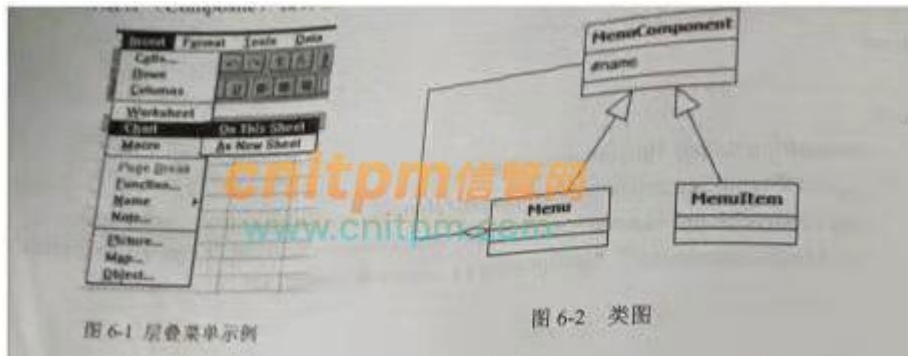 (Composite)
Insert Format Tools Data
Cells...
Down
Columns
Worksheet
Chart
On This Sheet
Macro
As New Sheet
Page Break
Function...
Name
Note...
Picture...
Map...
Object...
MenuComponent
#name
Menu
MenuItem
cnitpm信管网
www.cnitpm.com
图 6-1 层叠菜单示例
图 6-2 类图